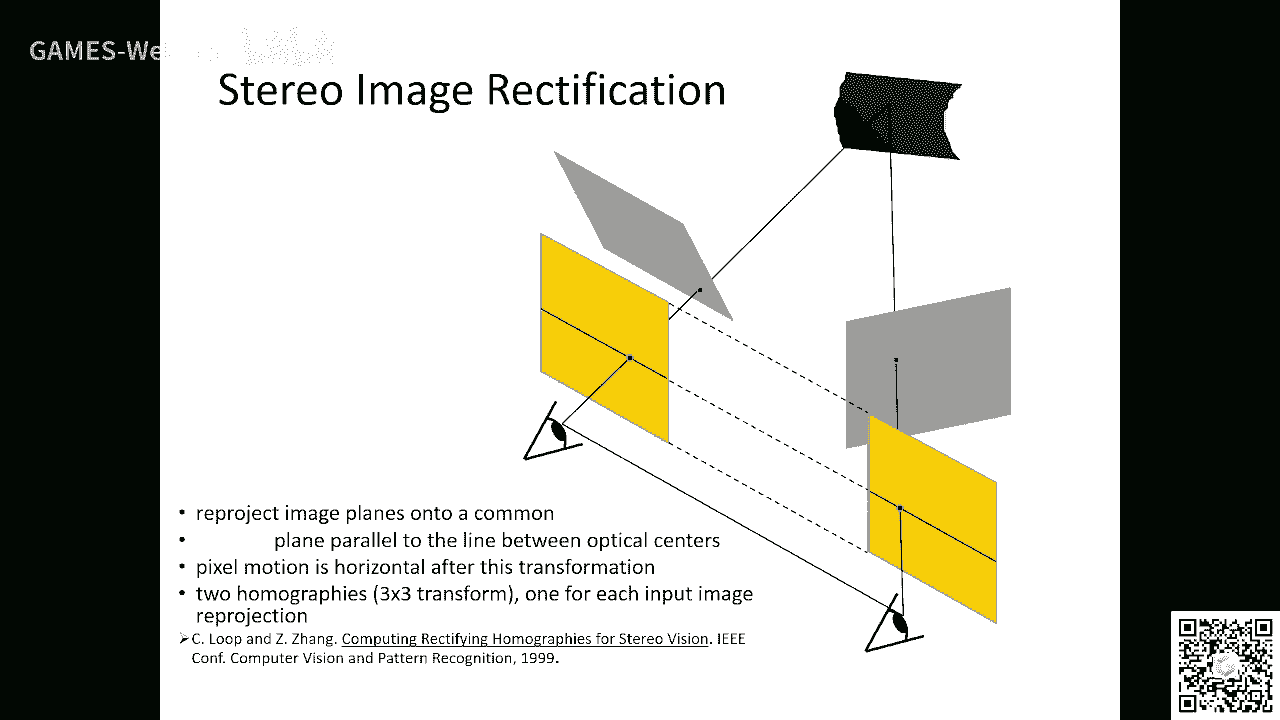 GAMES-We
Stereo Image Rectification
• reproject image planes onto a common
• plane parallel to the line between optical centers
• pixel motion is horizontal after this transformation
• two homographies (3x3 transform), one for each input image
reprojection
➢C. Loop and Z. Zhang. Computing Rectifying Homographies for Stereo Vision. IEEE
Conf. Computer Vision and Pattern Recognition, 1999.